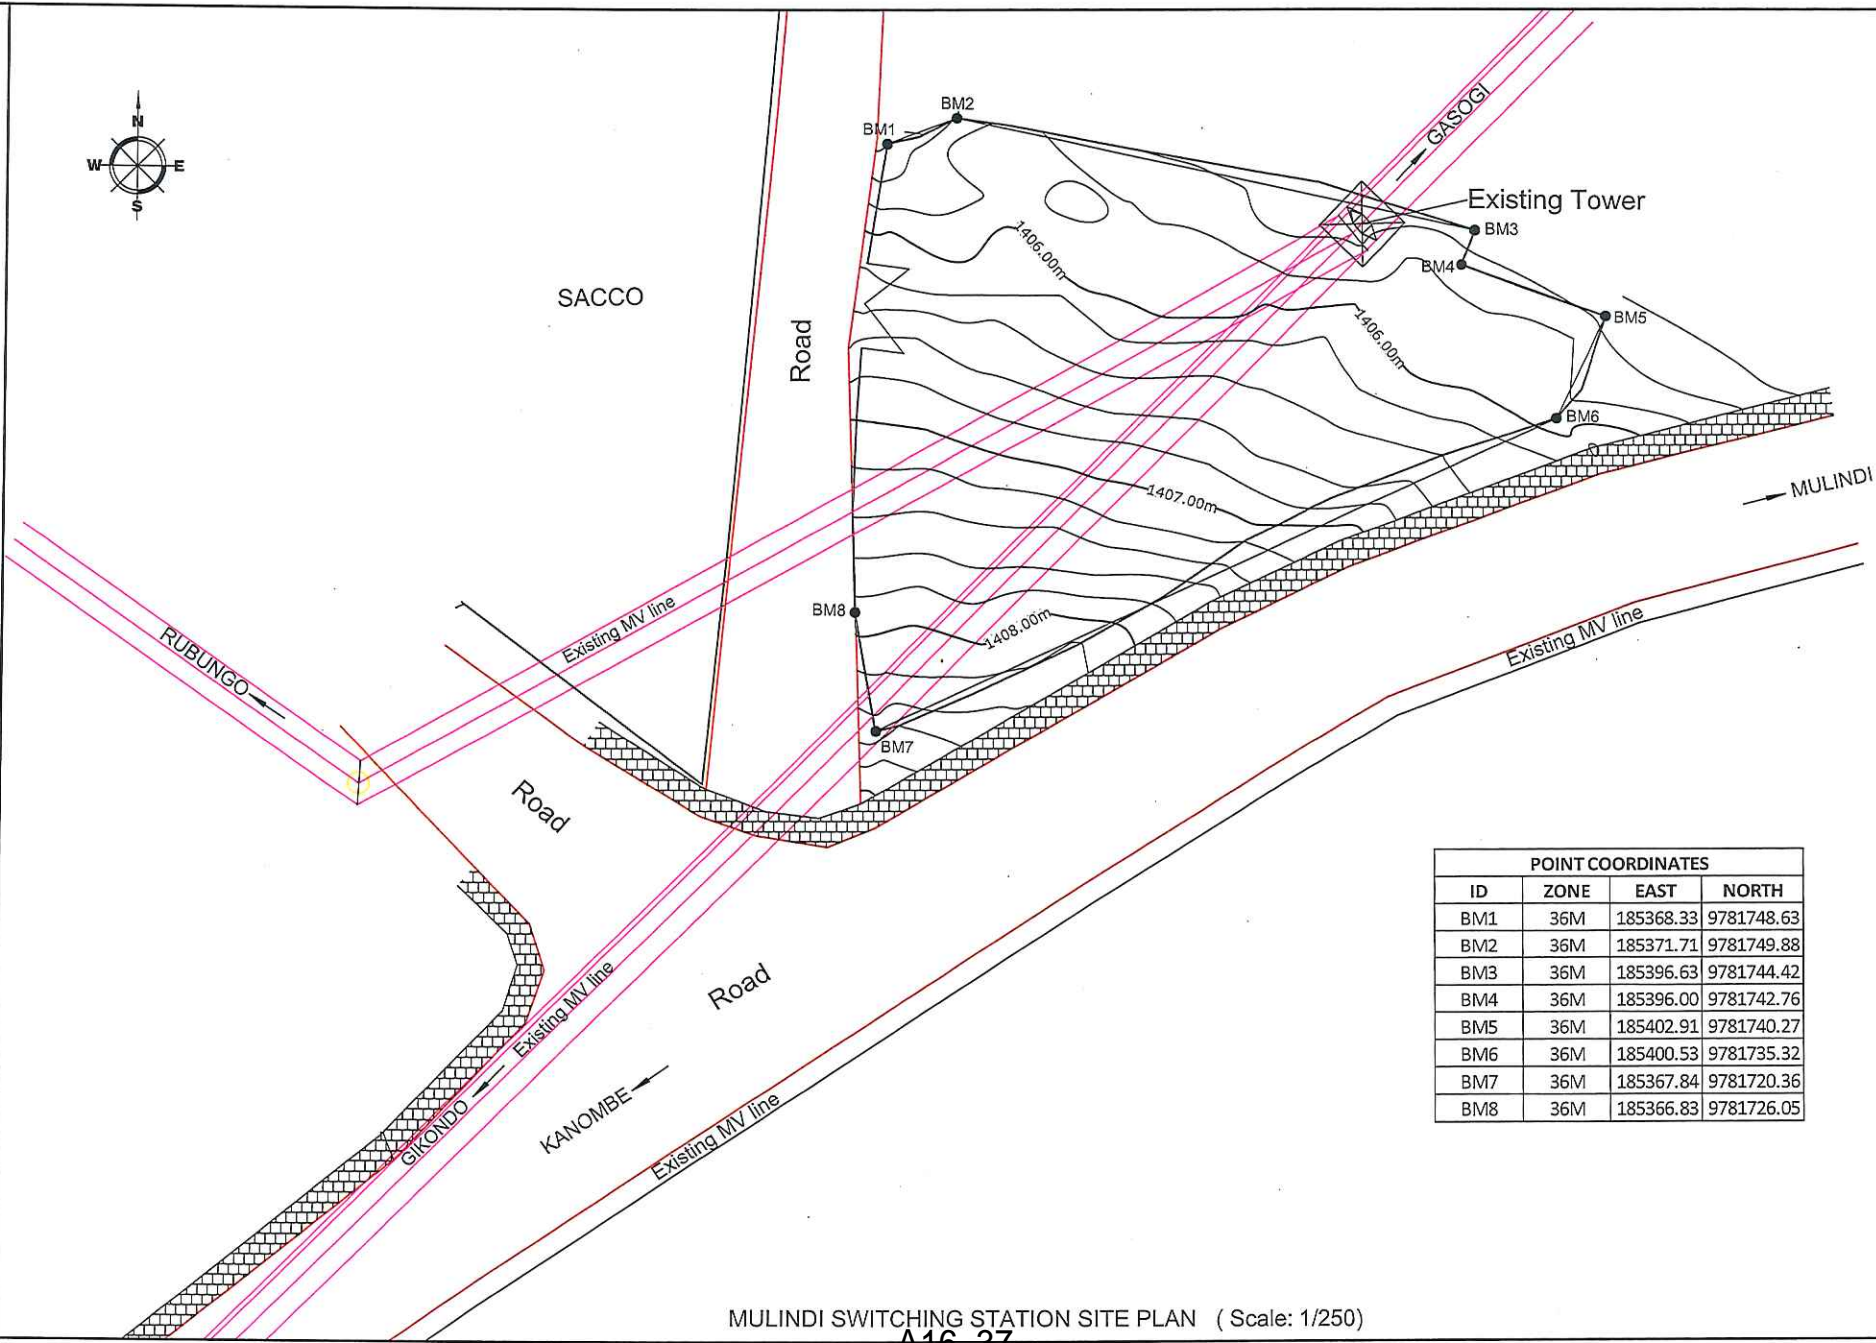 N
W E
S
BM1
BM2
GASOGI
Existing Tower
BM3
BM4
BM5
BM6
1406.00m
1406.00m
SACCO
Road
MULINDI
1407.00m
BM8
1408.00m
BM7
Existing MV line
RUBUNGO
Existing MV line
Road
Road
Existing MV line
GIKONDO
KANOMBE
Existing MV line
POINT COORDINATES
ID ZONE EAST NORTH
BM1 36M 185368.33 9781748.63
BM2 36M 185371.71 9781749.88
BM3 36M 185396.63 9781744.42
BM4 36M 185396.00 9781742.76
BM5 36M 185402.91 9781740.27
BM6 36M 185400.53 9781735.32
BM7 36M 185367.84 9781720.36
BM8 36M 185366.83 9781726.05
MULINDI SWITCHING STATION SITE PLAN ( Scale: 1/250)